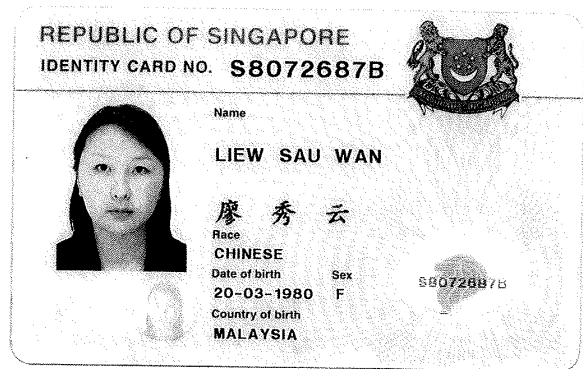 REPUBLIC OF SINGAPORE
IDENTITY CARD NO. S8072687B
Name
LIEW SAU WAN
廖秀云
Race
CHINESE
Date of birth Sex
20-03-1980 F
S8072687B
Country of birth
MALAYSIA